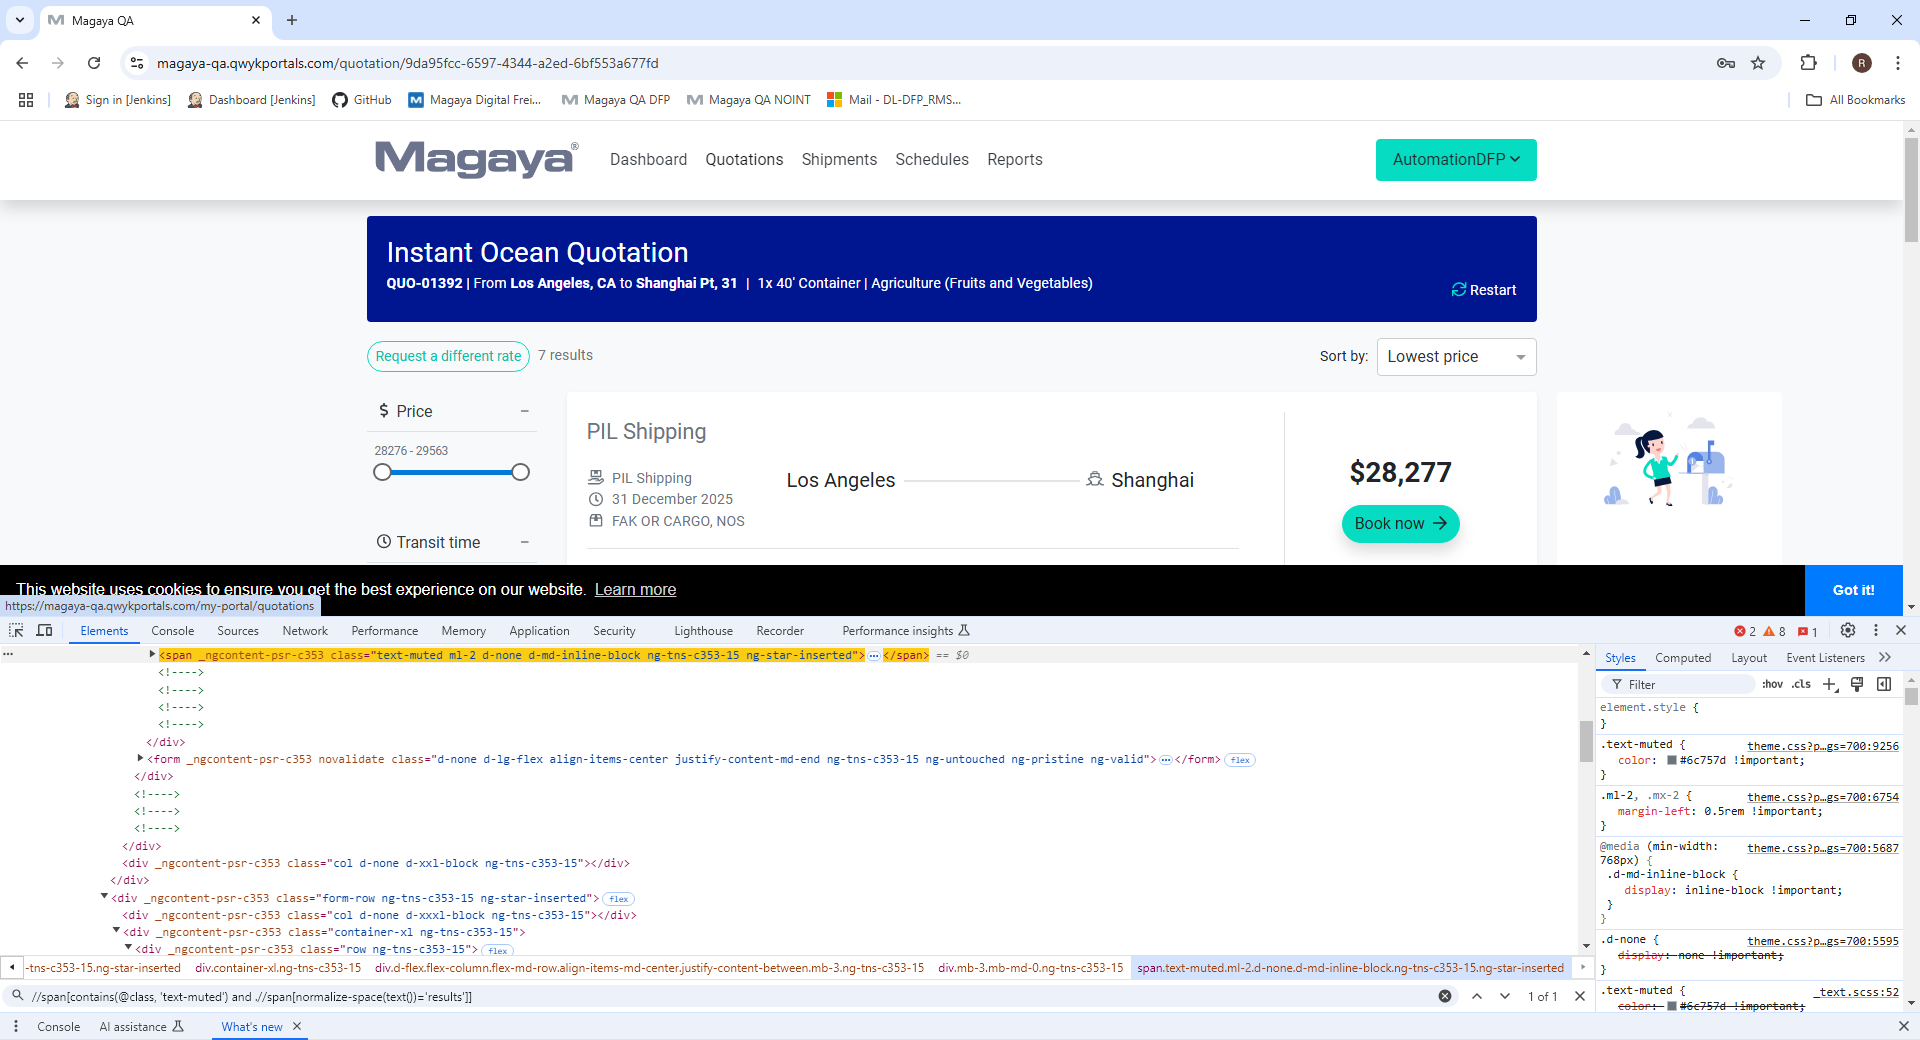 Magaya QA
magaya-qa.qwykportals.com/quotation/9da95fcc-6597-4344-a2ed-6bf553a677fd
R
Sign in [Jenkins]
Dashboard [Jenkins]
GitHub
Magaya Digital Frei...
Magaya QA DFP
Magaya QA NOINT
Mail - DL-DFP_RMS...
All Bookmarks
Magaya®
Dashboard
Quotations
Shipments
Schedules
Reports
AutomationDFP
Instant Ocean Quotation
QUO-01392 | From Los Angeles, CA to Shanghai Pt, 31 | 1x 40' Container | Agriculture (Fruits and Vegetables)
Restart
Request a different rate
7 results
Sort by:
Lowest price
$ Price
28276 - 29563
Transit time
PIL Shipping
PIL Shipping
31 December 2025
FAK OR CARGO, NOS
Los Angeles
Shanghai
$28,277
Book now
This website uses cookies to ensure you get the best experience on our website. Learn more
Got it!
https://magaya-qa.qwykportals.com/my-portal/quotations
Elements
Console
Sources
Network
Performance
Memory
Application
Security
Lighthouse
Recorder
Performance insights
2
8
1
<span _ngcontent-psr-c353 class="text-muted ml-2 d-none d-md-inline-block ng-tns-c353-15 ng-star-inserted">…</span> == $0
<!---->
<!---->
<!---->
<!---->
</div>
<form _ngcontent-psr-c353 novalidate class="d-none d-lg-flex align-items-center justify-content-md-end ng-tns-c353-15 ng-untouched ng-pristine ng-valid">…</form> flex
</div>
<!---->
<!---->
<!---->
</div>
<div _ngcontent-psr-c353 class="col d-none d-xxl-block ng-tns-c353-15"></div>
</div>
<div _ngcontent-psr-c353 class="form-row ng-tns-c353-15 ng-star-inserted"> flex
<div _ngcontent-psr-c353 class="col d-none d-xxxl-block ng-tns-c353-15"></div>
<div _ngcontent-psr-c353 class="container-xl ng-tns-c353-15">
<div _ngcontent-psr-c353 class="row ng-tns-c353-15"> flex
-tns-c353-15.ng-star-inserted
div.container-xl.ng-tns-c353-15
div.d-flex.flex-column.flex-md-row.align-items-md-center.justify-content-between.mb-3.ng-tns-c353-15
div.mb-3.mb-md-0.ng-tns-c353-15
span.text-muted.ml-2.d-none.d-md-inline-block.ng-tns-c353-15.ng-star-inserted
//span[contains(@class, 'text-muted') and .//span[normalize-space(text())='results']]
1 of 1
Styles
Computed
Layout
Event Listeners
Filter
:hov
.cls
element.style {
}
.text-muted { theme.css?p…gs=700:9256
color: #6c757d !important;
}
.ml-2, .mx-2 { theme.css?p…gs=700:6754
margin-left: 0.5rem !important;
}
@media (min-width: theme.css?p…gs=700:5687
768px) {
.d-md-inline-block {
display: inline-block !important;
}
}
.d-none { theme.css?p…gs=700:5595
display: none !important;
}
.text-muted { _text.scss:52
color: #6c757d !important;
Console
AI assistance
What's new